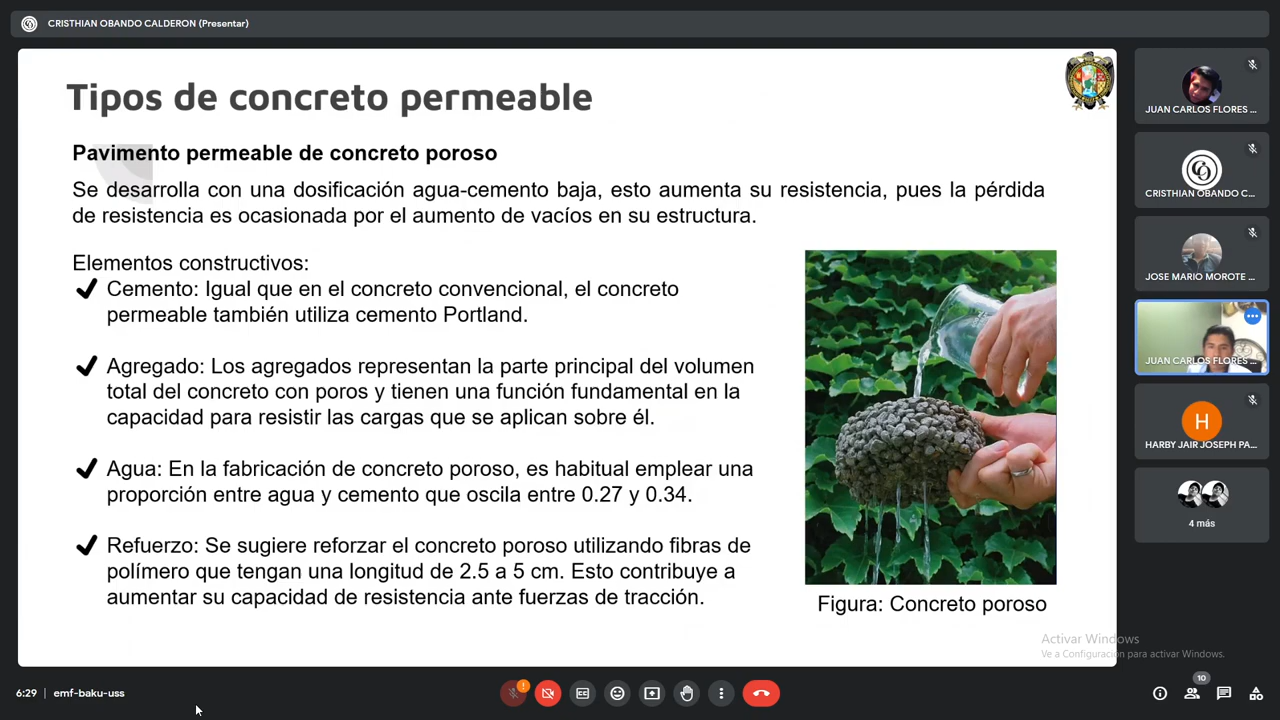 CRISTHIAN OBANDO CALDERON (Presentar)
Tipos de concreto permeable
Pavimento permeable de concreto poroso
Se desarrolla con una dosificación agua-cemento baja, esto aumenta su resistencia, pues la pérdida
de resistencia es ocasionada por el aumento de vacíos en su estructura.
Elementos constructivos:
Cemento: Igual que en el concreto convencional, el concreto
permeable también utiliza cemento Portland.
Agregado: Los agregados representan la parte principal del volumen
total del concreto con poros y tienen una función fundamental en la
capacidad para resistir las cargas que se aplican sobre él.
Agua: En la fabricación de concreto poroso, es habitual emplear una
proporción entre agua y cemento que oscila entre 0.27 y 0.34.
Refuerzo: Se sugiere reforzar el concreto poroso utilizando fibras de
polímero que tengan una longitud de 2.5 a 5 cm. Esto contribuye a
aumentar su capacidad de resistencia ante fuerzas de tracción.
Figura: Concreto poroso
Activar Windows
Ve a Configuración para activar Windows.
JUAN CARLOS FLORES ...
CRISTHIAN OBANDO C...
JOSE MARIO MOROTE ...
JUAN CARLOS FLORES ...
H
HARBY JAIR JOSEPH PA...
4 más
6:29 | emf-baku-uss
10